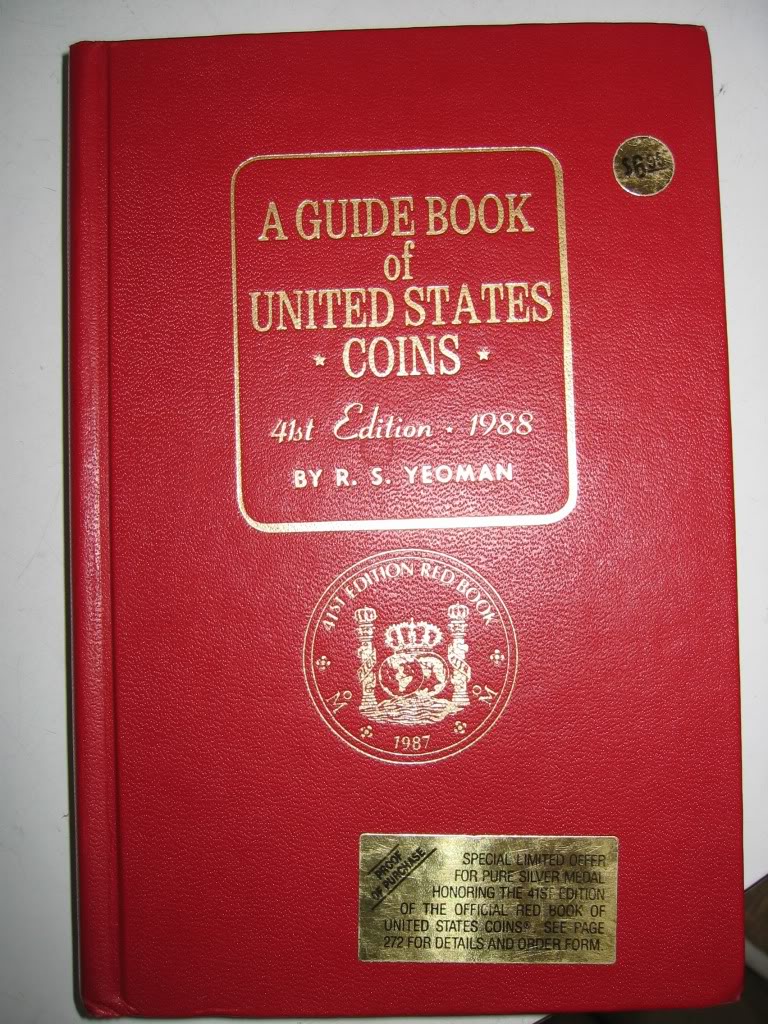 $6.95
A GUIDE BOOK
of
UNITED STATES
★ COINS ★
41st Edition · 1988
BY R. S. YEOMAN
41ST EDITION RED BOOK
M
o
M
o
1987
PROOF
OF PURCHASE
SPECIAL LIMITED OFFER
FOR PURE SILVER MEDAL
HONORING THE 41ST EDITION
OF THE OFFICIAL RED BOOK OF
UNITED STATES COINS®. SEE PAGE
272 FOR DETAILS AND ORDER FORM.